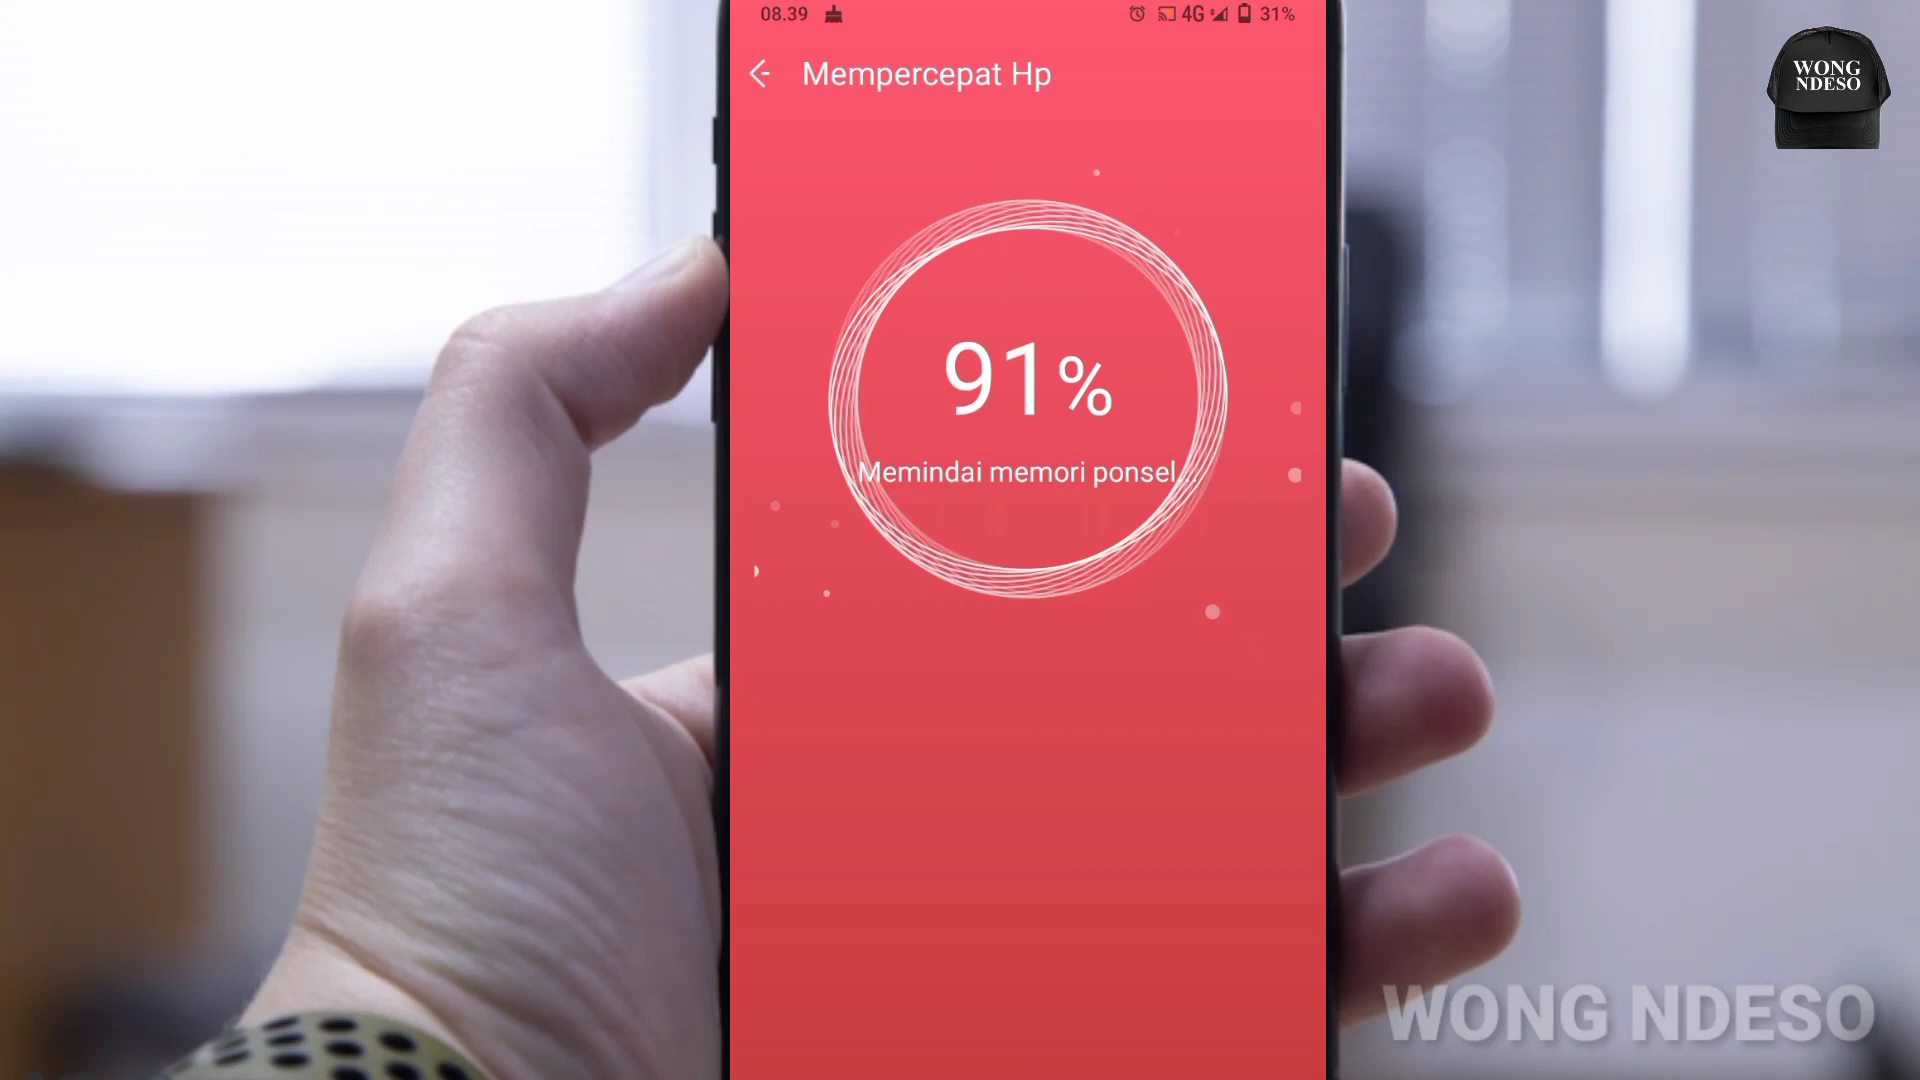 08.39
4G
31%
Mempercepat Hp
91%
Memindai memori ponsel...
WONG
NDESO
WONG NDESO